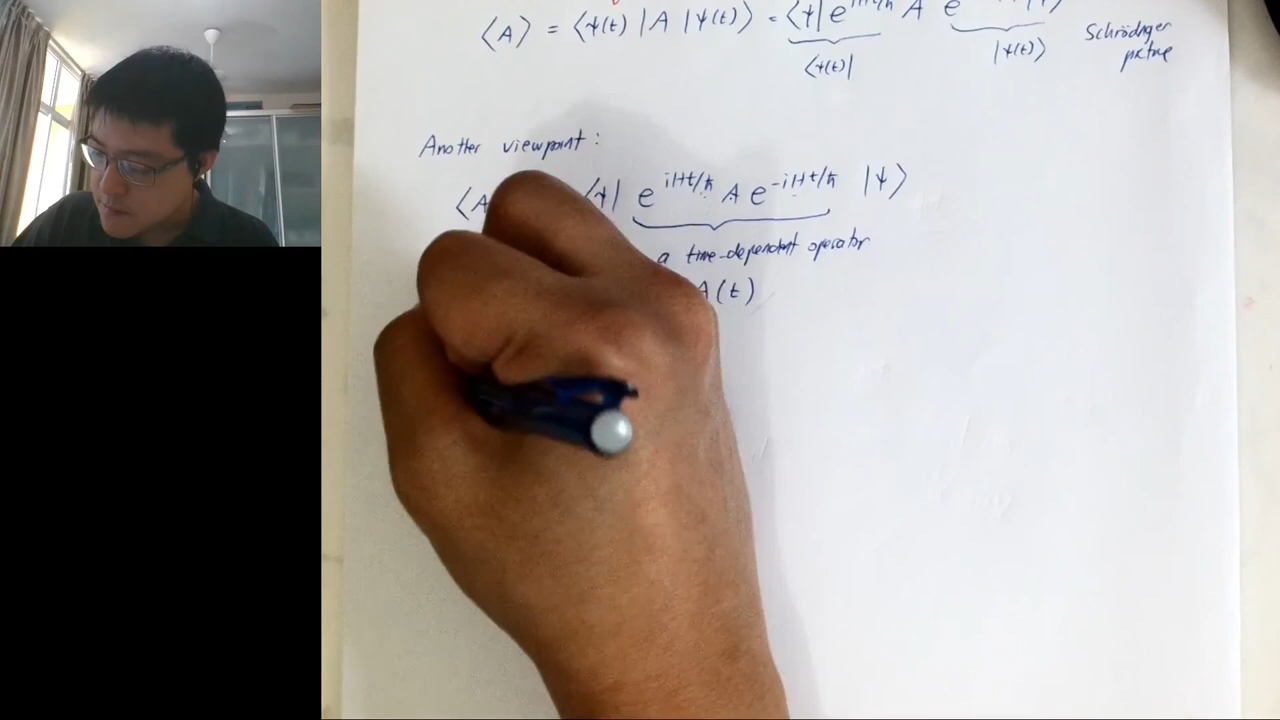 ⟨A⟩ = ⟨ψ(t) | A | ψ(t)⟩ = ⟨ψ| e^{iHt/ħ} A e
⟨ψ(t)| |ψ(t)⟩ Schrödinger picture
Another viewpoint :
⟨A ⟨ψ| e^{iHt/ħ} A e^{-iHt/ħ} |ψ⟩
a time-dependent operator
A(t)